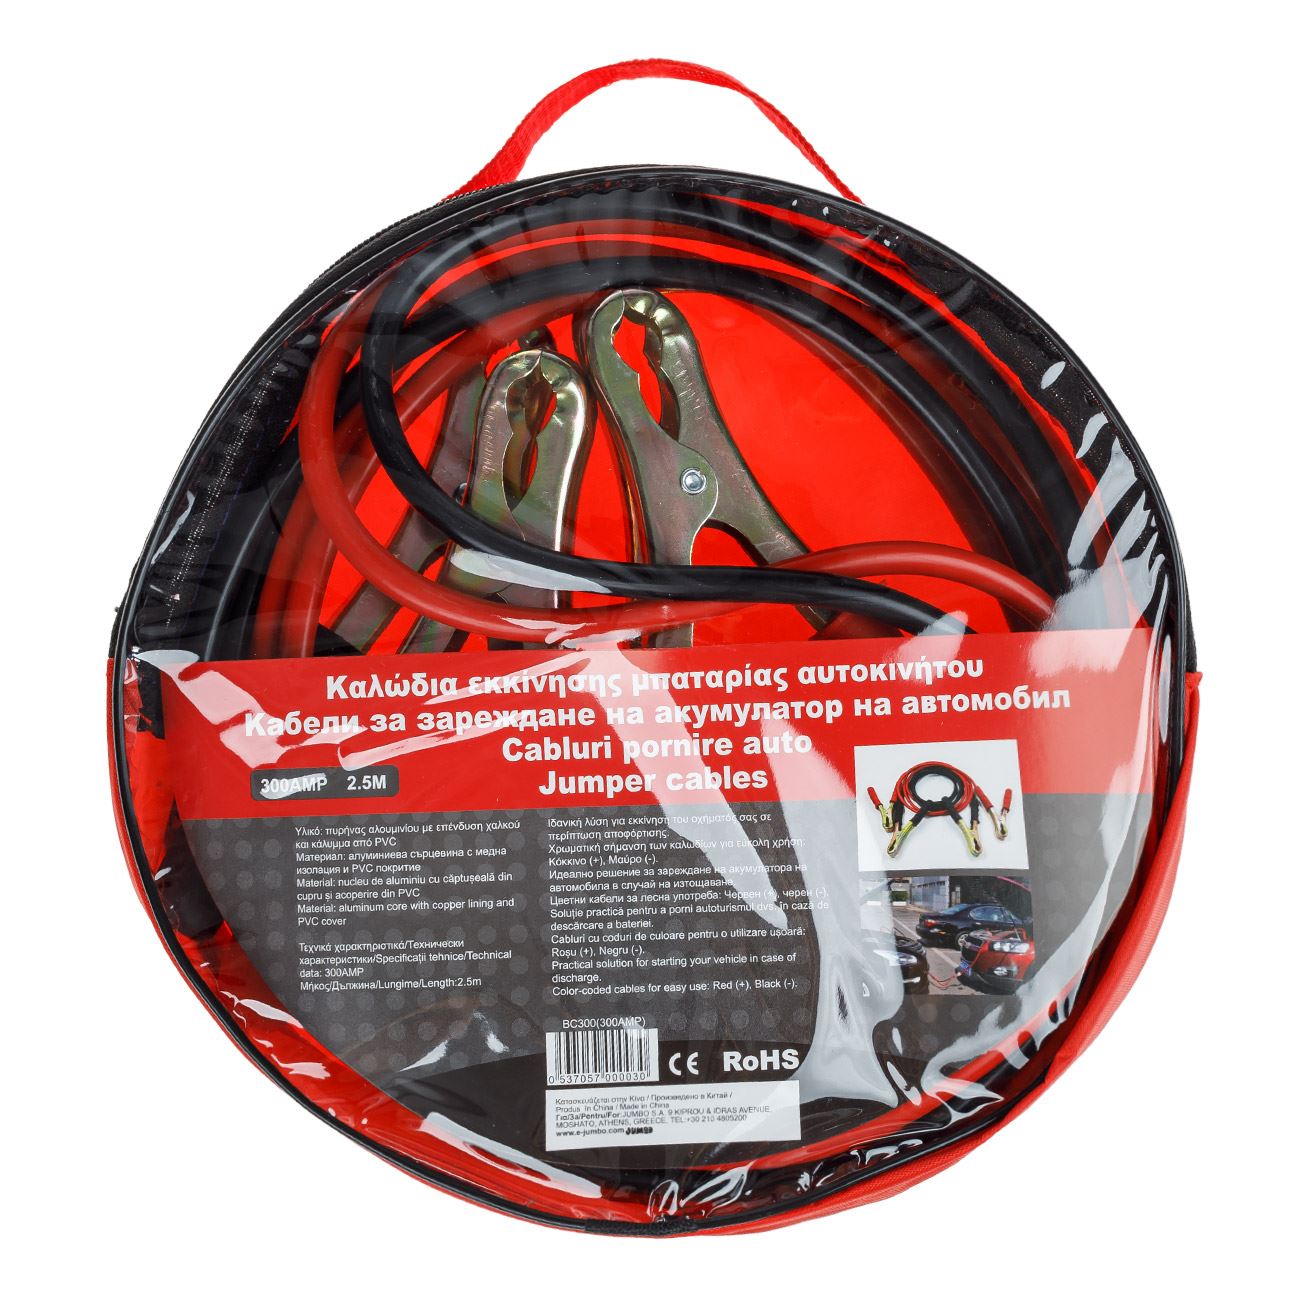 Καλώδια εκκίνησης μπαταρίας αυτοκινήτου
Кабели за зареждане на акумулатор на автомобил
Cabluri pornire auto
Jumper cables
300AMP 2.5M
Υλικό: πυρήνας αλουμινίου με επένδυση χαλκού
και κάλυμμα από PVC
Материал: алуминиева сърцевина с медна
изолация и PVC покритие
Material: nucleu de aluminiu cu căptușeală din
cupru și acoperire din PVC
Material: aluminum core with copper lining and
PVC cover
Τεχνικά χαρακτηριστικά/Технически
характеристики/Specificații tehnice/Technical
data: 300AMP
Μήκος/Дължина/Lungime/Length:2.5m
Ιδανική λύση για εκκίνηση του οχήματός σας σε
περίπτωση αποφόρτισης.
Χρωματική σήμανση των καλωδίων για εύκολη χρήση:
Κόκκινο (+), Μαύρο (-).
Идеално решение за зареждане на акумулатора на
автомобила в случай на изтощаване.
Цветни кабели за лесна употреба: Червен (+), черен (-).
Soluție practică pentru a porni autoturismul dvs. în caz de
descărcare a bateriei.
Cabluri cu coduri de culoare pentru o utilizare ușoară:
Roșu (+), Negru (-).
Practical solution for starting your vehicle in case of
discharge.
Color-coded cables for easy use: Red (+), Black (-).
BC300(300AMP)
0 537057 000030
CE RoHS
Κατασκευάζεται στην Κίνα / Произведено в Китай /
Produs în China / Made in China
Για/За/Pentru/For:JUMBO S.A. 9 KIPROU & IDRAS AVENUE,
MOSHATO, ATHENS, GREECE, TEL:+30 210 4805200
www.e-jumbo.com JUMBO